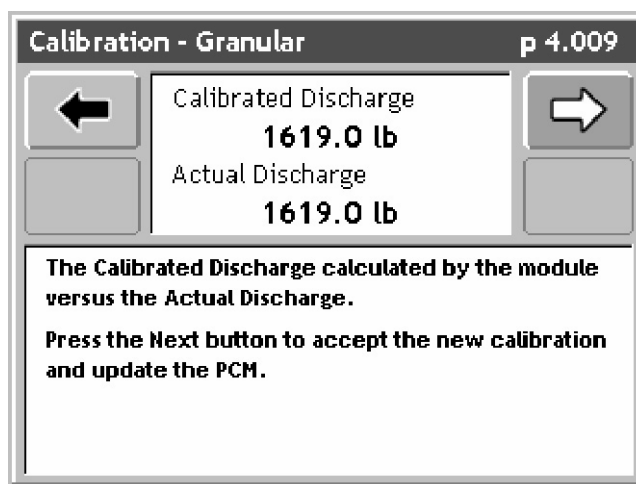 Calibration - Granular p 4.009
Calibrated Discharge
1619.0 lb
Actual Discharge
1619.0 lb
The Calibrated Discharge calculated by the module
versus the Actual Discharge.
Press the Next button to accept the new calibration
and update the PCM.